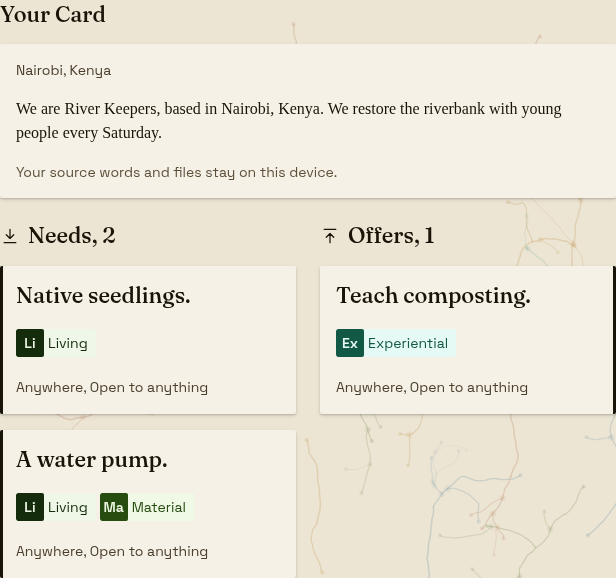 Your Card
Nairobi, Kenya
We are River Keepers, based in Nairobi, Kenya. We restore the riverbank with young
people every Saturday.
Your source words and files stay on this device.
Needs, 2
Native seedlings.
Li Living
Anywhere, Open to anything
A water pump.
Li Living Ma Material
Anywhere, Open to anything
Offers, 1
Teach composting.
Ex Experiential
Anywhere, Open to anything